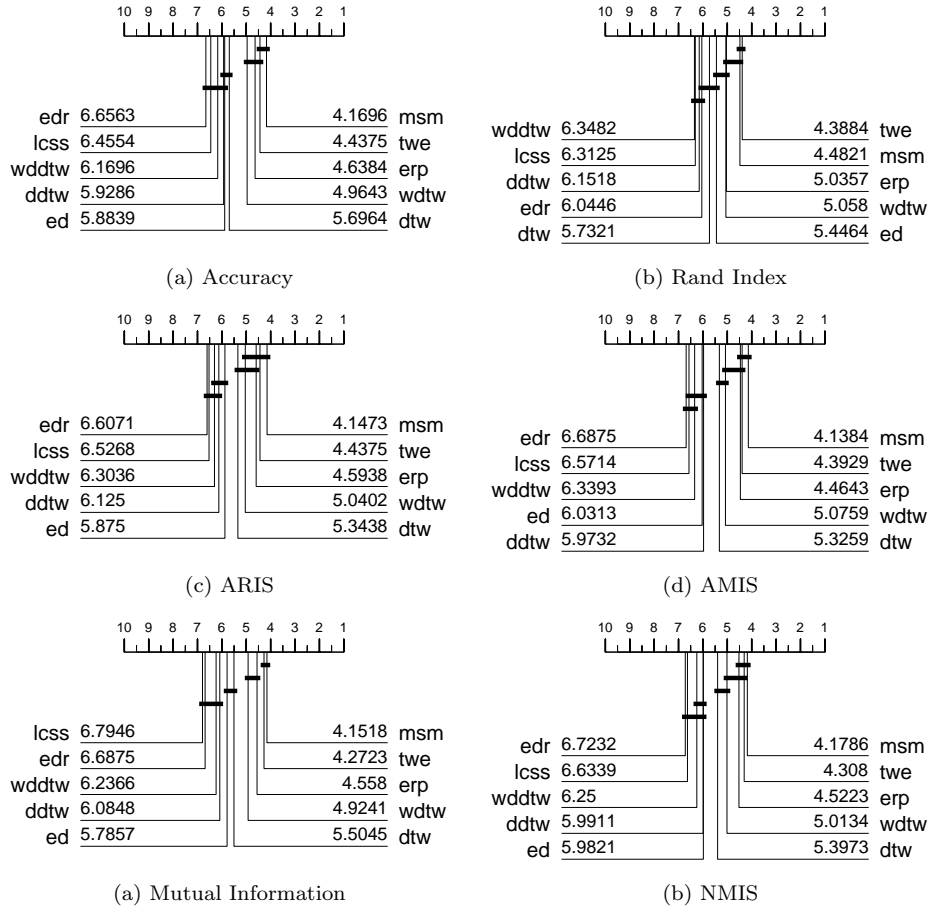 10 9 8 7 6 5 4 3 2 1
edr 6.6563 4.1696 msm
lcss 6.4554 4.4375 twe
wddtw 6.1696 4.6384 erp
ddtw 5.9286 4.9643 wdtw
ed 5.8839 5.6964 dtw
(a) Accuracy
10 9 8 7 6 5 4 3 2 1
wddtw 6.3482 4.3884 twe
lcss 6.3125 4.4821 msm
ddtw 6.1518 5.0357 erp
edr 6.0446 5.058 wdtw
dtw 5.7321 5.4464 ed
(b) Rand Index
10 9 8 7 6 5 4 3 2 1
edr 6.6071 4.1473 msm
lcss 6.5268 4.4375 twe
wddtw 6.3036 4.5938 erp
ddtw 6.125 5.0402 wdtw
ed 5.875 5.3438 dtw
(c) ARIS
10 9 8 7 6 5 4 3 2 1
edr 6.6875 4.1384 msm
lcss 6.5714 4.3929 twe
wddtw 6.3393 4.4643 erp
ed 6.0313 5.0759 wdtw
ddtw 5.9732 5.3259 dtw
(d) AMIS
10 9 8 7 6 5 4 3 2 1
lcss 6.7946 4.1518 msm
edr 6.6875 4.2723 twe
wddtw 6.2366 4.558 erp
ddtw 6.0848 4.9241 wdtw
ed 5.7857 5.5045 dtw
(a) Mutual Information
10 9 8 7 6 5 4 3 2 1
edr 6.7232 4.1786 msm
lcss 6.6339 4.308 twe
wddtw 6.25 4.5223 erp
ddtw 5.9911 5.0134 wdtw
ed 5.9821 5.3973 dtw
(b) NMIS